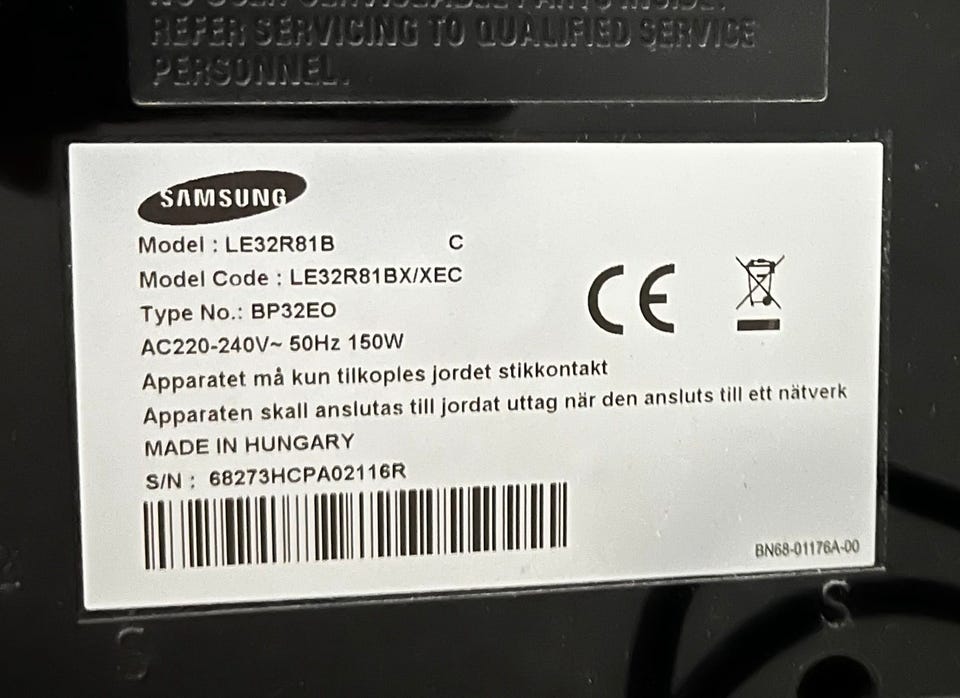 REFER SERVICING TO QUALIFIED SERVICE
PERSONNEL.
SAMSUNG
Model : LE32R81B C
Model Code : LE32R81BX/XEC
Type No.: BP32EO
AC220-240V~ 50Hz 150W
Apparatet må kun tilkoples jordet stikkontakt
Apparaten skall anslutas till jordat uttag när den ansluts till ett nätverk
MADE IN HUNGARY
S/N : 68273HCPA02116R
CE
BN68-01176A-00
S
S